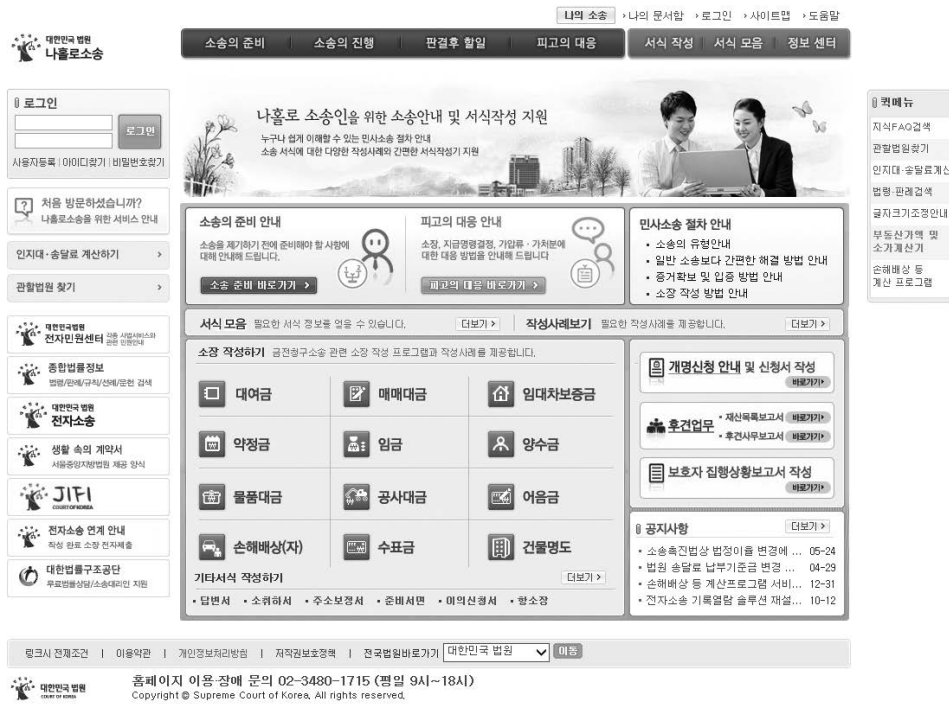 나의 소송 나의 문서함 로그인 사이트맵 도움말
대한민국 법원
나홀로소송
소송의 준비 소송의 진행 판결후 할일 피고의 대응 서식 작성 서식 모음 정보 센터
로그인
로그인
사용자등록 | 아이디찾기 | 비밀번호찾기
처음 방문하셨습니까?
나홀로소송을 위한 서비스 안내
인지대·송달료 계산하기
관할법원 찾기
대한민국법원
전자민원센터 각종 사법서비스와 관련 민원안내
종합법률정보
법령/판례/규칙/선례/문헌 검색
대한민국 법원
전자소송
생활 속의 계약서
서울중앙지방법원 제공 양식
JIFI
COURT OF KOREA
전자소송 연계 안내
작성 완료 소장 전자제출
대한법률구조공단
무료법률상담/소송대리인 지원
나홀로 소송인을 위한 소송안내 및 서식작성 지원
누구나 쉽게 이해할 수 있는 민사소송 절차 안내
소송 서식에 대한 다양한 작성사례와 간편한 서식작성기 지원
소송의 준비 안내
소송을 제기하기 전에 준비해야 할 사항에
대해 안내해 드립니다.
소송 준비 바로가기
피고의 대응 안내
소장, 지급명령결정, 가압류·가처분에
대한 대응 방법을 안내해 드립니다
피고의 대응 바로가기
민사소송 절차 안내
• 소송의 유형안내
• 일반 소송보다 간편한 해결 방법 안내
• 증거확보 및 입증 방법 안내
• 소장 작성 방법 안내
서식 모음 필요한 서식 정보를 얻을 수 있습니다. 더보기
작성사례보기 필요한 작성사례를 제공합니다. 더보기
소장 작성하기 금전청구소송 관련 소장 작성 프로그램과 작성사례를 제공합니다.
대여금 매매대금 임대차보증금
약정금 임금 양수금
물품대금 공사대금 어음금
손해배상(자) 수표금 건물명도
기타서식 작성하기 더보기
• 답변서 • 소취하서 • 주소보정서 • 준비서면 • 이의신청서 • 항소장
개명신청 안내 및 신청서 작성
바로가기
후견업무
• 재산목록보고서 바로가기
• 후견사무보고서 바로가기
보호자 집행상황보고서 작성
바로가기
공지사항 더보기
• 소송촉진법상 법정이율 변경에 ... 05-24
• 법원 송달료 납부기준금 변경 ... 04-29
• 손해배상 등 계산프로그램 서비... 12-31
• 전자소송 기록열람 솔루션 재설... 10-12
퀵메뉴
지식FAQ검색
관할법원찾기
인지대·송달료계산
법령·판례검색
글자크기조정안내
부동산가액 및
소가계산기
손해배상 등
계산 프로그램
링크시 전제조건 | 이용약관 | 개인정보처리방침 | 저작권보호정책 | 전국법원바로가기 대한민국 법원 이동
대한민국 법원
COURT OF KOREA
홈페이지 이용·장애 문의 02-3480-1715 (평일 9시~18시)
Copyright © Supreme Court of Korea, All rights reserved.